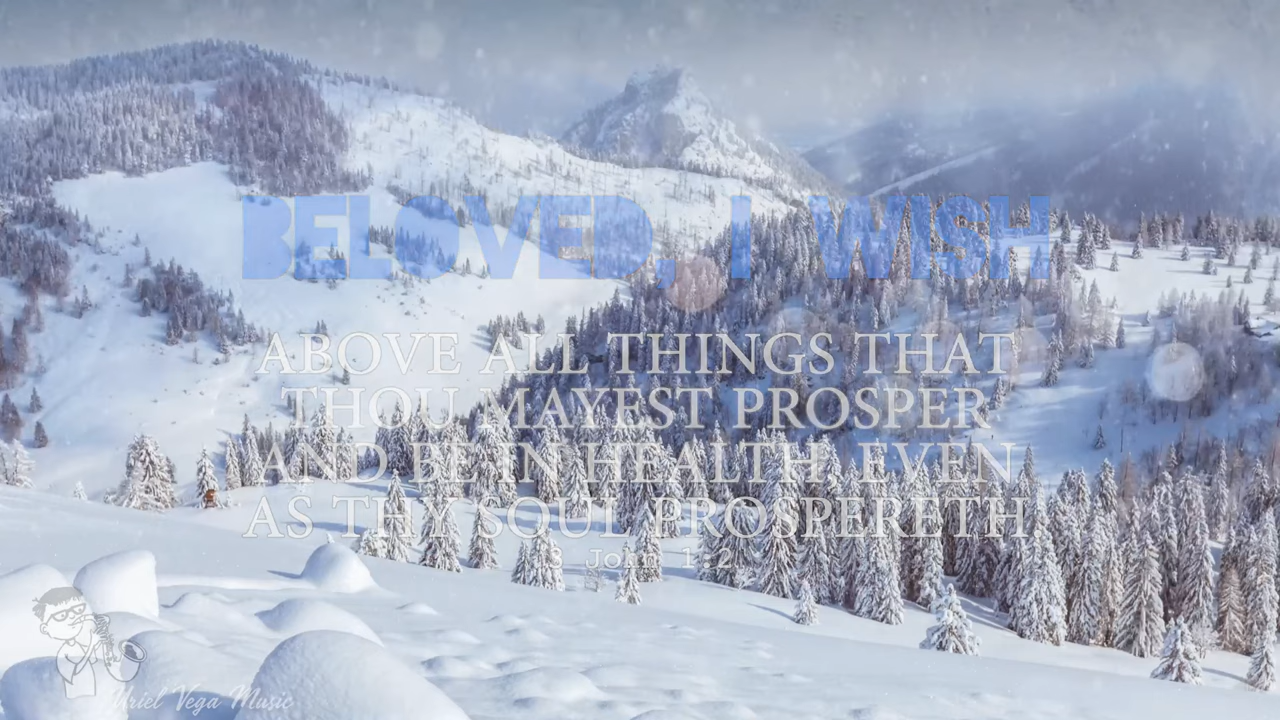 BELOVED, I WISH
ABOVE ALL THINGS THAT
THOU MAYEST PROSPER
AND BE IN HEALTH, EVEN
AS THY SOUL PROSPERETH
3 John 1:2
Uriel Vega Music